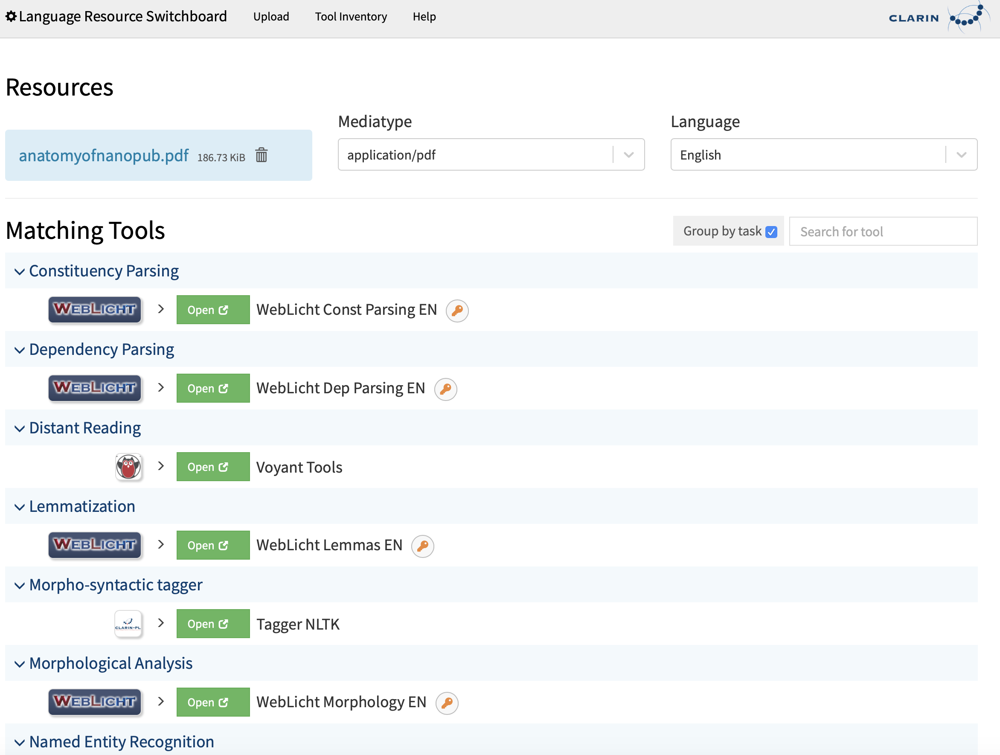 Language Resource Switchboard Upload Tool Inventory Help CLARIN
Resources
Mediatype Language
anatomyofnanopub.pdf 186.73 KiB application/pdf English
Matching Tools Group by task Search for tool
Constituency Parsing
WEBLICHT Open WebLicht Const Parsing EN
Dependency Parsing
WEBLICHT Open WebLicht Dep Parsing EN
Distant Reading
Open Voyant Tools
Lemmatization
WEBLICHT Open WebLicht Lemmas EN
Morpho-syntactic tagger
CLARIN-PL Open Tagger NLTK
Morphological Analysis
WEBLICHT Open WebLicht Morphology EN
Named Entity Recognition